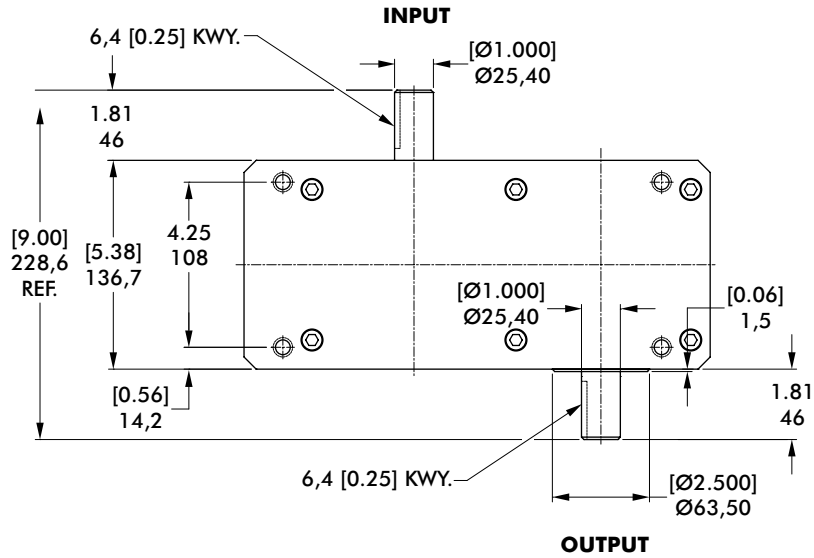 INPUT
6,4 [0.25] KWY.
[Ø1.000]
Ø25,40
1.81
46
[9.00]
228,6
REF.
[5.38]
136,7
4.25
108
[Ø1.000]
Ø25,40
[0.06]
1,5
[0.56]
14,2
1.81
46
6,4 [0.25] KWY.
[Ø2.500]
Ø63,50
OUTPUT